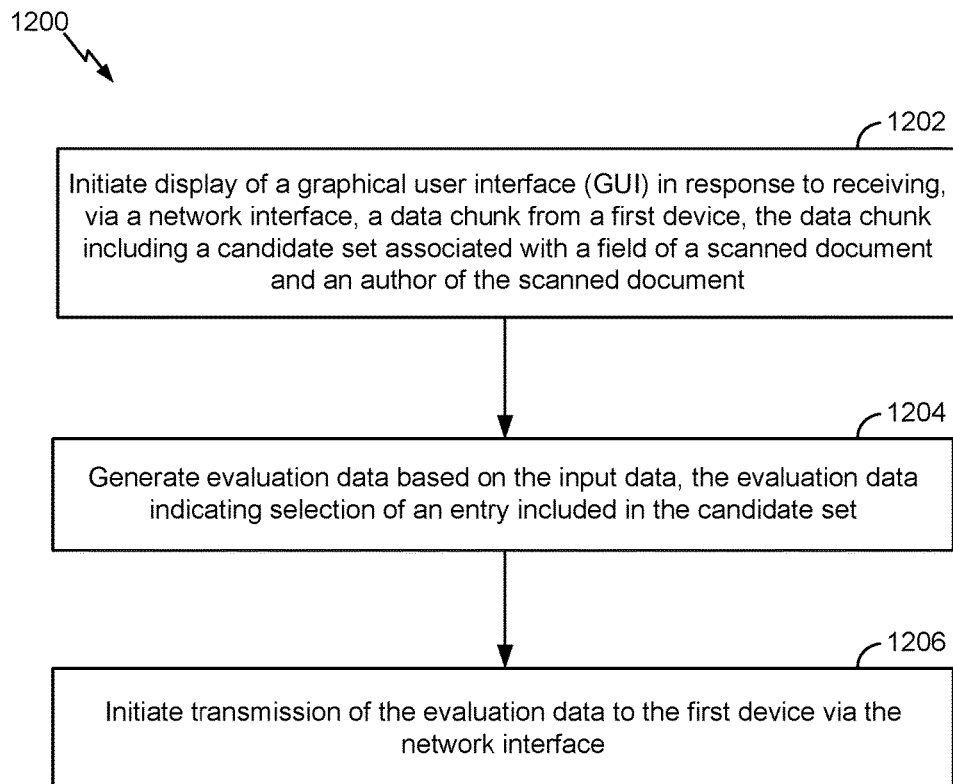 1200
1202
Initiate display of a graphical user interface (GUI) in response to receiving,
via a network interface, a data chunk from a first device, the data chunk
including a candidate set associated with a field of a scanned document
and an author of the scanned document
1204
Generate evaluation data based on the input data, the evaluation data
indicating selection of an entry included in the candidate set
1206
Initiate transmission of the evaluation data to the first device via the
network interface